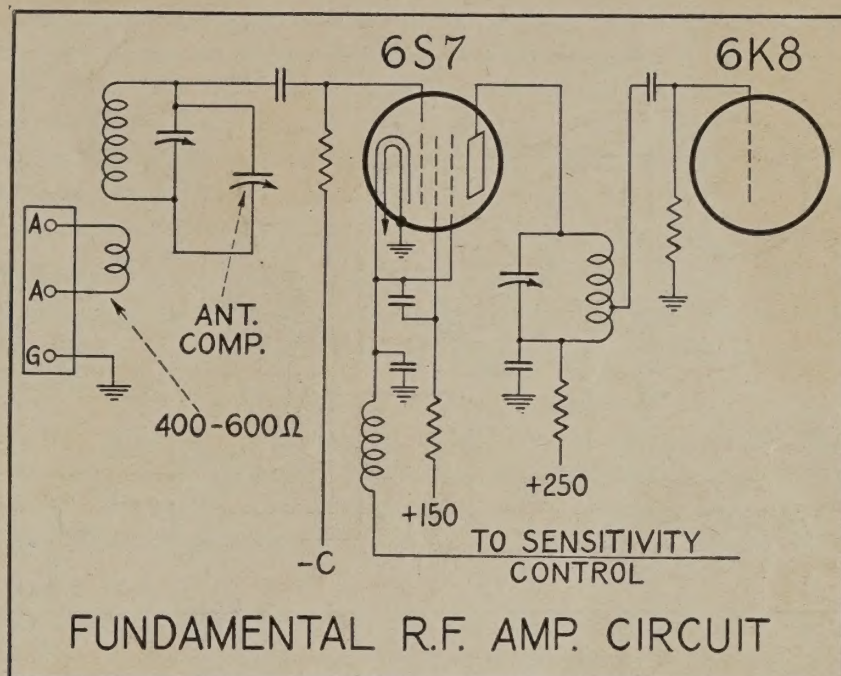 6S7
6K8
A
A
G
ANT.
COMP.
400-600Ω
-C
+150
+250
TO SENSITIVITY
CONTROL
FUNDAMENTAL R.F. AMP. CIRCUIT